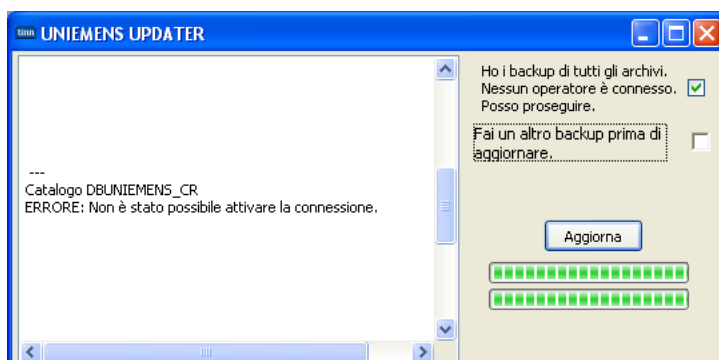 tinn UNIEMENS UPDATER
Ho i backup di tutti gli archivi.
Nessun operatore è connesso.
Posso proseguire.
Fai un altro backup prima di
aggiornare.
---
Catalogo DBUNIEMENS_CR
ERRORE: Non è stato possibile attivare la connessione.
Aggiorna